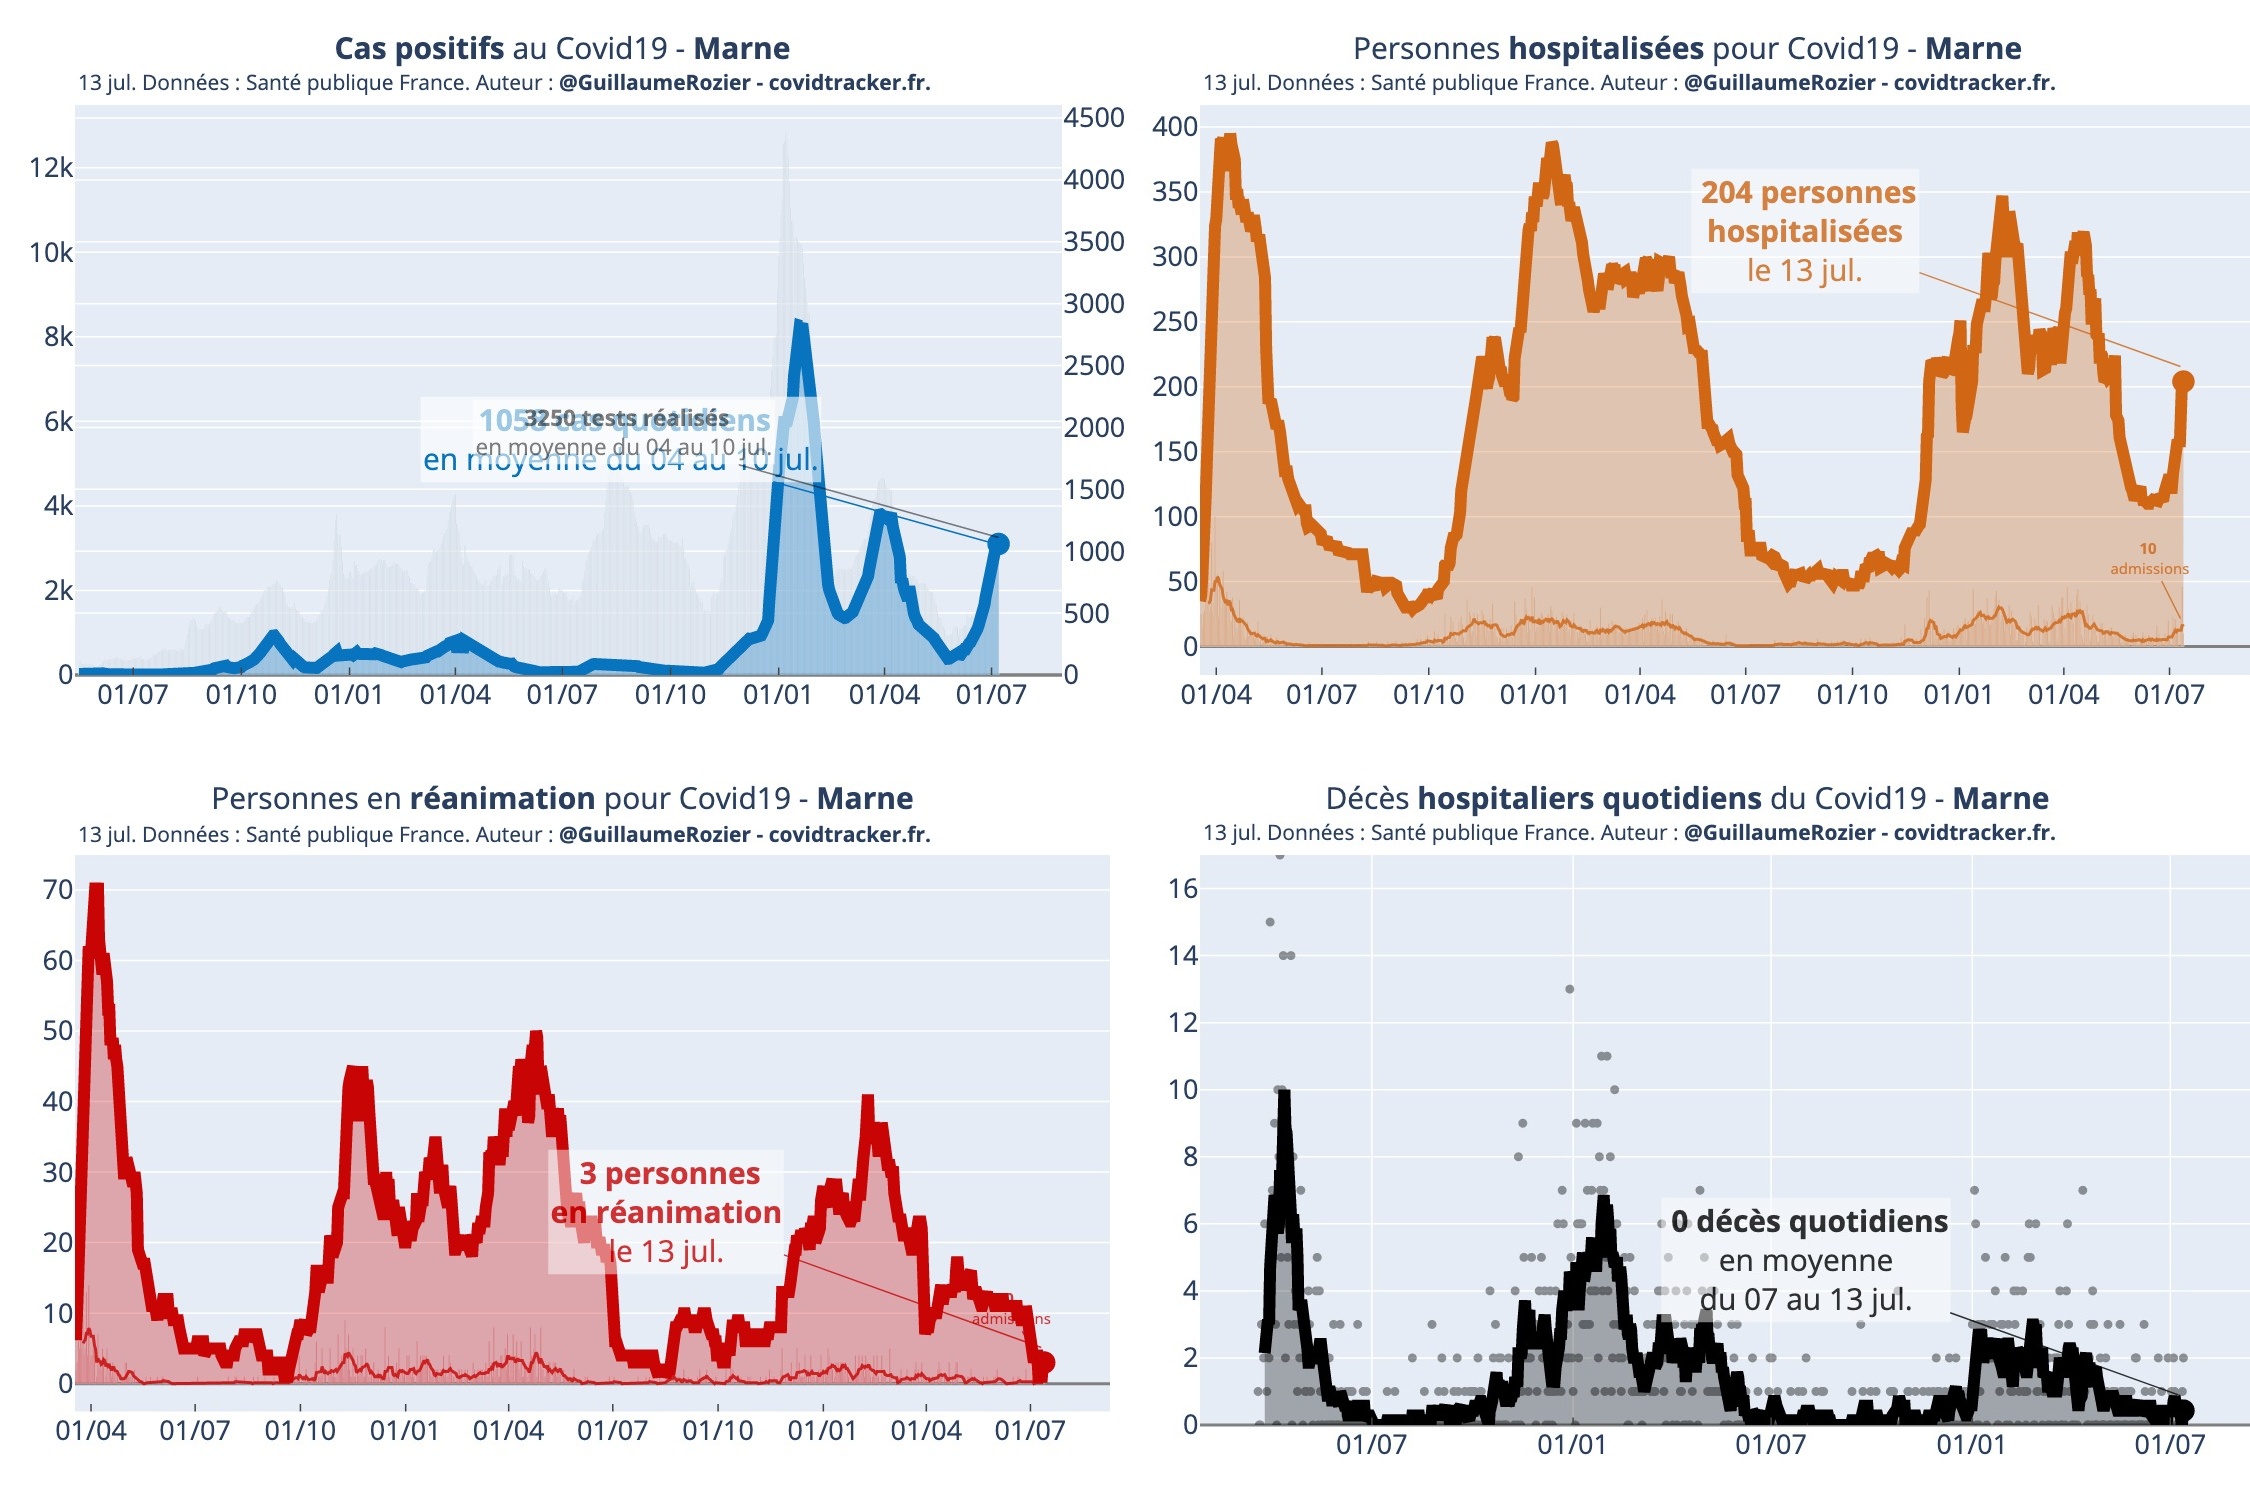 Cas positifs au Covid19 - Marne
13 jul. Données : Santé publique France. Auteur : @GuillaumeRozier - covidtracker.fr.
12k
10k
8k
6k
4k
2k
0
4500
4000
3500
3000
2500
2000
1500
1000
500
0
cas quotidiens
en moyenne du 04 au 10 jul.
3250 tests réalisés
en moyenne du 04 au 10 jul.
01/07 01/10 01/01 01/04 01/07 01/10 01/01 01/04 01/07
Personnes hospitalisées pour Covid19 - Marne
13 jul. Données : Santé publique France. Auteur : @GuillaumeRozier - covidtracker.fr.
400
350
300
250
200
150
100
50
0
204 personnes
hospitalisées
le 13 jul.
10
admissions
01/04 01/07 01/10 01/01 01/04 01/07 01/10 01/01 01/04 01/07
Personnes en réanimation pour Covid19 - Marne
13 jul. Données : Santé publique France. Auteur : @GuillaumeRozier - covidtracker.fr.
70
60
50
40
30
20
10
0
3 personnes
en réanimation
le 13 jul.
admissions
01/04 01/07 01/10 01/01 01/04 01/07 01/10 01/01 01/04 01/07
Décès hospitaliers quotidiens du Covid19 - Marne
13 jul. Données : Santé publique France. Auteur : @GuillaumeRozier - covidtracker.fr.
16
14
12
10
8
6
4
2
0
0 décès quotidiens
en moyenne
du 07 au 13 jul.
01/07 01/01 01/07 01/01 01/07